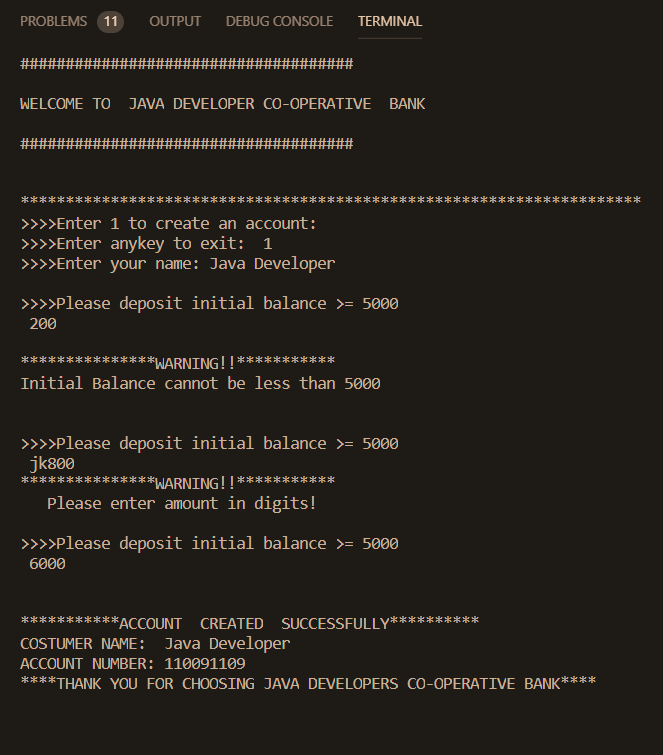 PROBLEMS 11 OUTPUT DEBUG CONSOLE TERMINAL
#####################################
WELCOME TO  JAVA DEVELOPER CO-OPERATIVE  BANK
#####################################
*********************************************************************
>>>>Enter 1 to create an account:
>>>>Enter anykey to exit:  1
>>>>Enter your name: Java Developer
>>>>Please deposit initial balance >= 5000
200
***************WARNING!!***********
Initial Balance cannot be less than 5000
>>>>Please deposit initial balance >= 5000
jk800
***************WARNING!!***********
Please enter amount in digits!
>>>>Please deposit initial balance >= 5000
6000
***********ACCOUNT  CREATED  SUCCESSFULLY**********
COSTUMER NAME:  Java Developer
ACCOUNT NUMBER: 110091109
****THANK YOU FOR CHOOSING JAVA DEVELOPERS CO-OPERATIVE BANK****